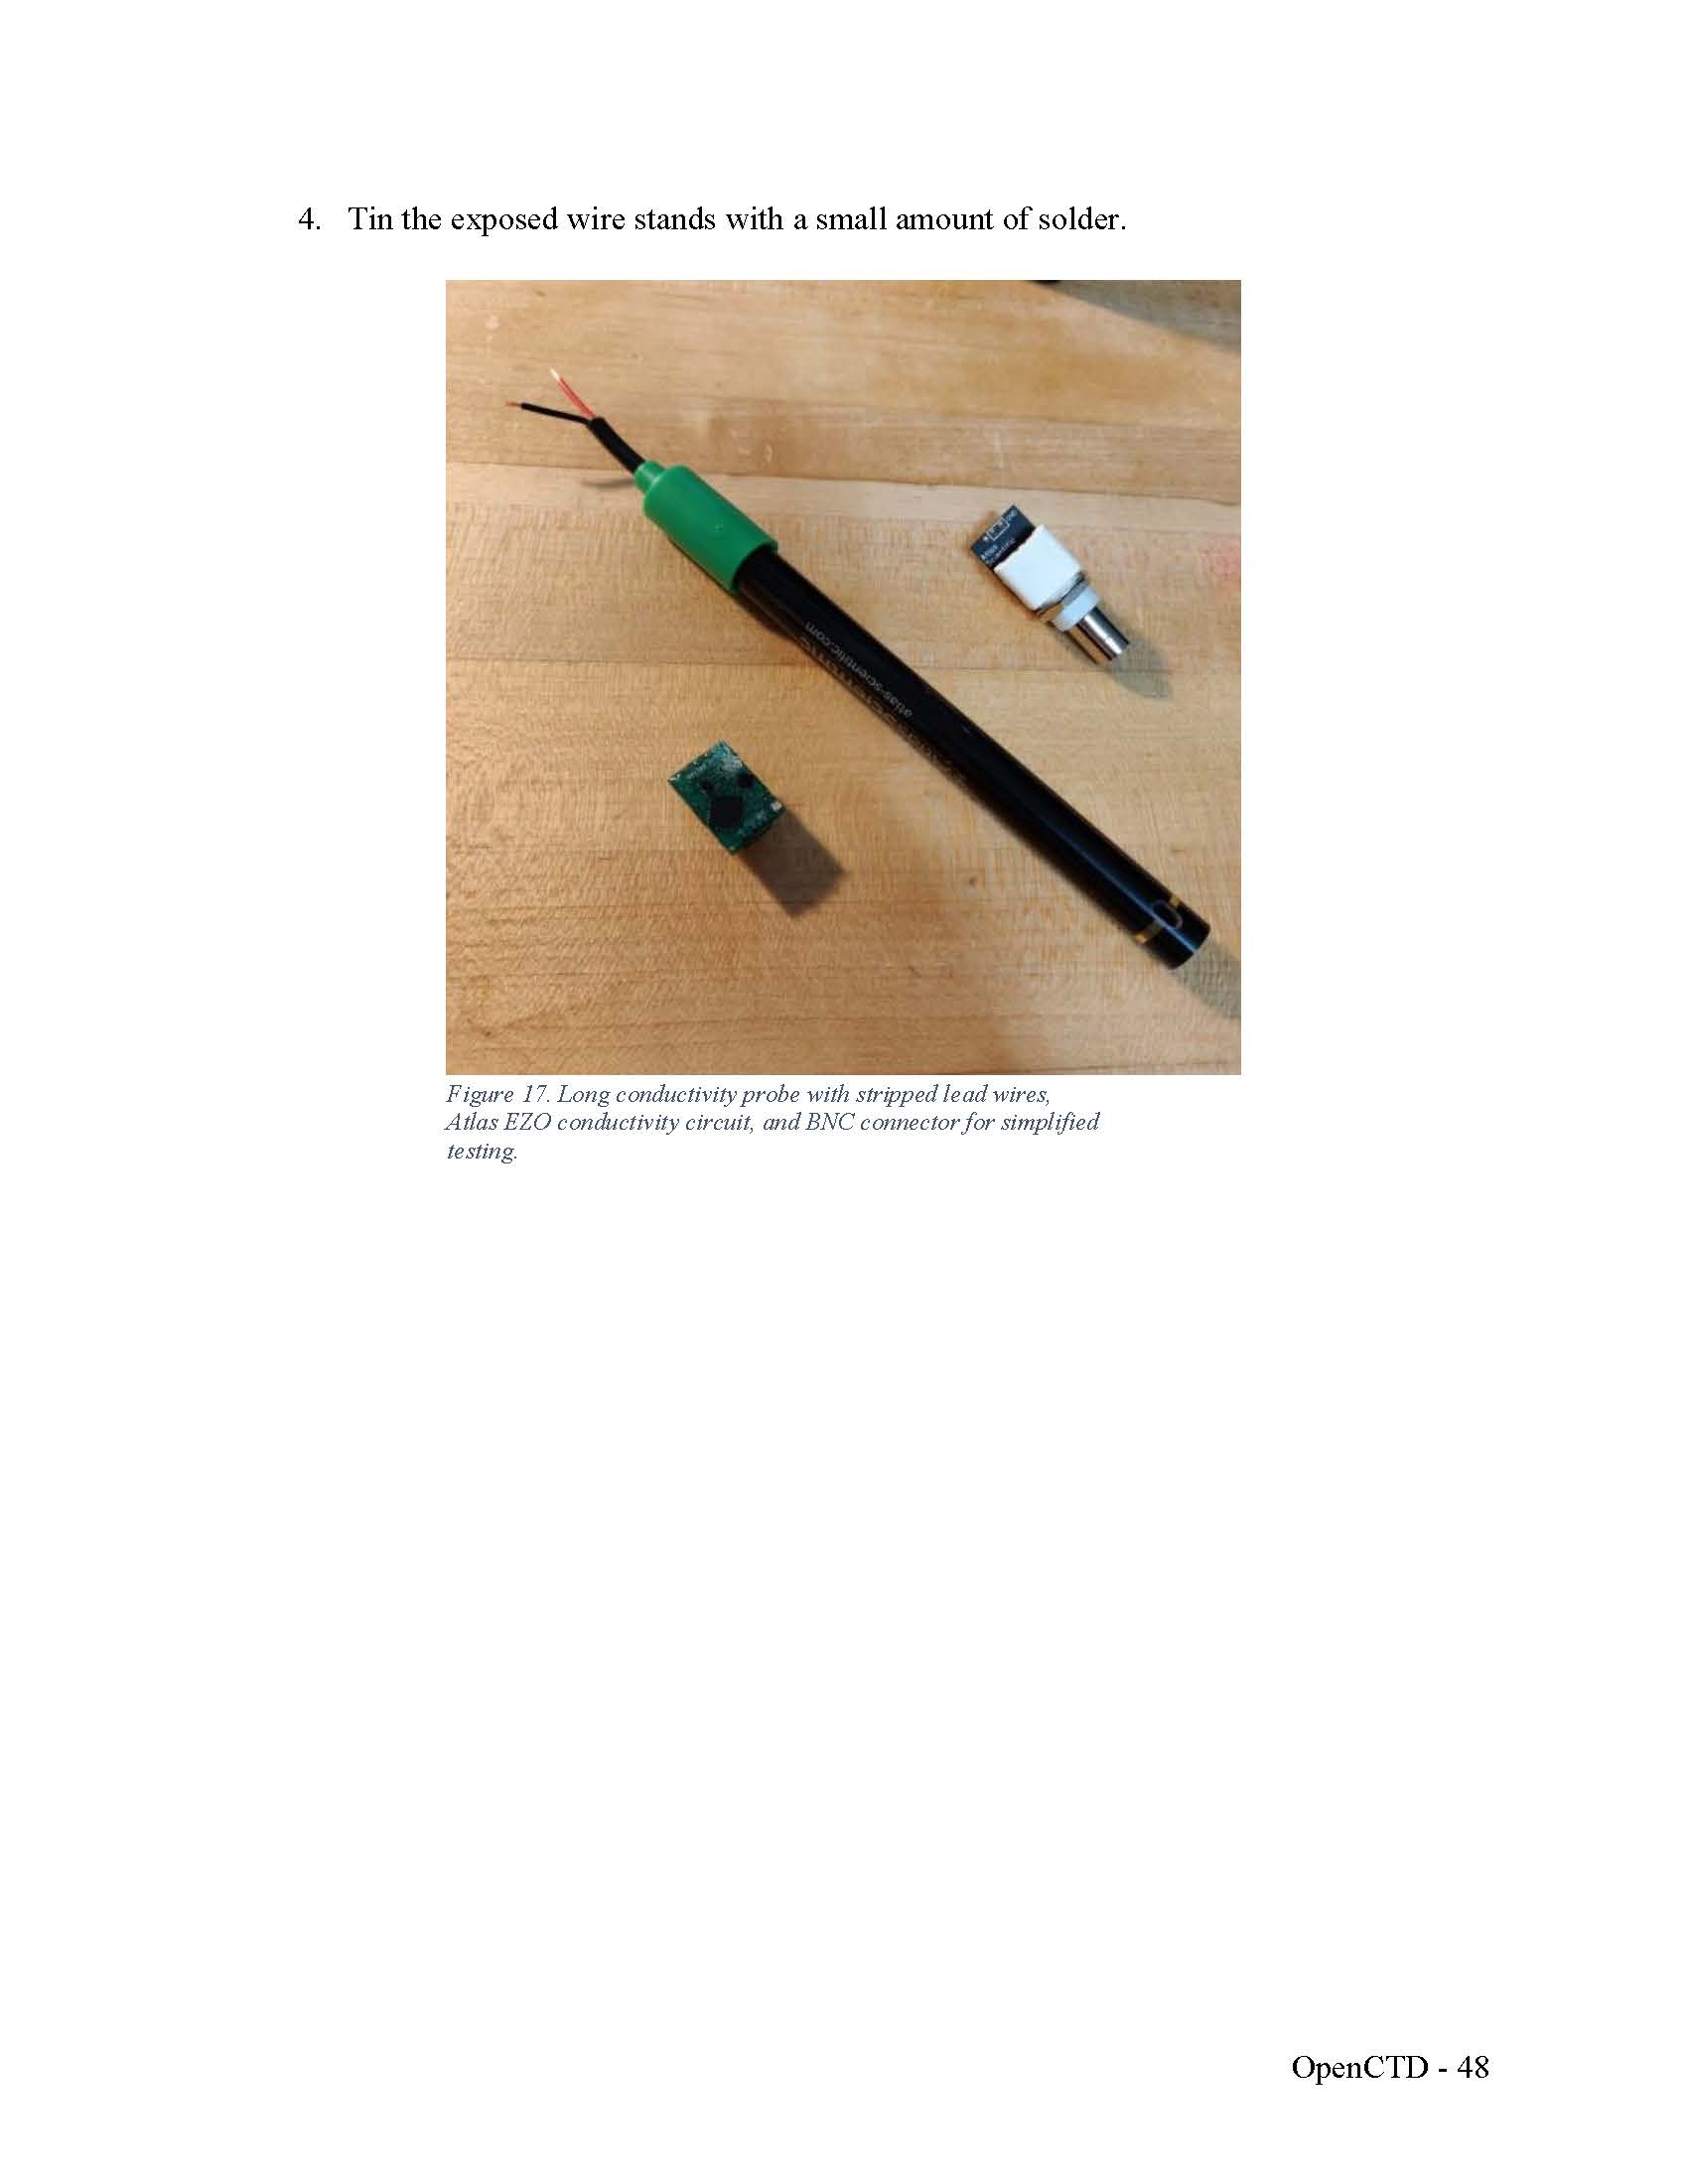 4. Tin the exposed wire stands with a small amount of solder.
atlas-scientific.com
Figure 17. Long conductivity probe with stripped lead wires,
Atlas EZO conductivity circuit, and BNC connector for simplified
testing.
OpenCTD - 48